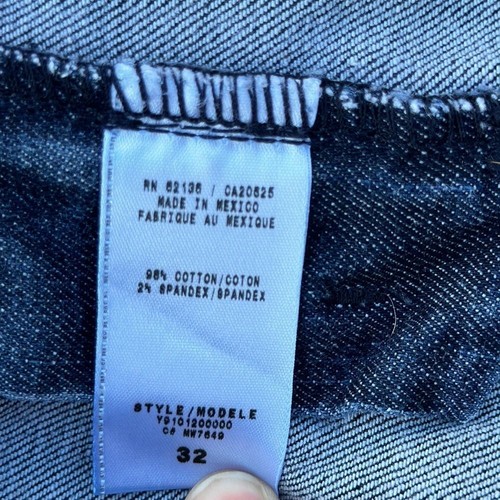 RN 62136 / CA20625
MADE IN MEXICO
FABRIQUE AU MEXIQUE
98% COTTON/COTON
2% SPANDEX/SPANDEX
STYLE/MODELE
Y9101200000
C# MW7649
32